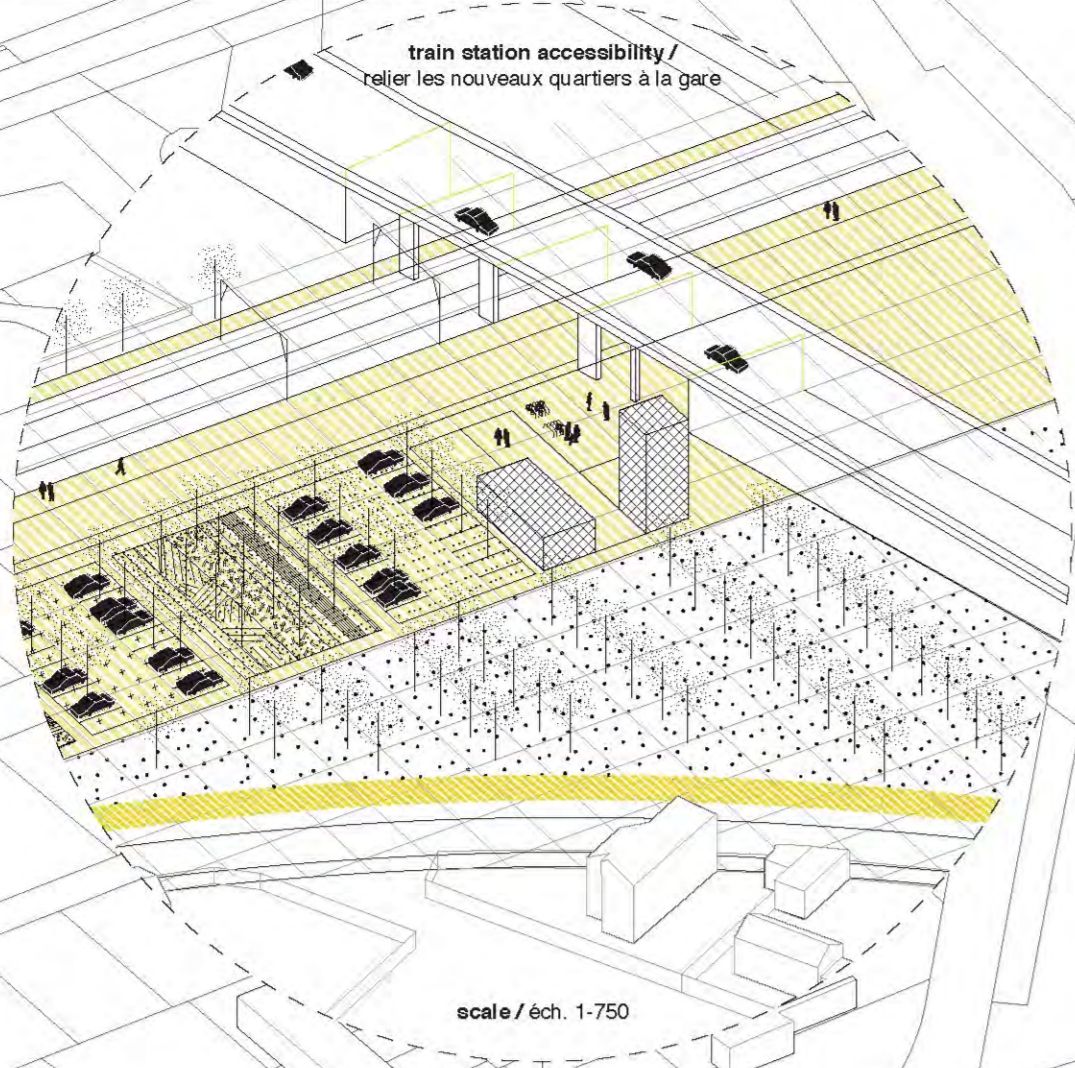 train station accessibility /
relier les nouveaux quartiers à la gare
scale / éch. 1-750